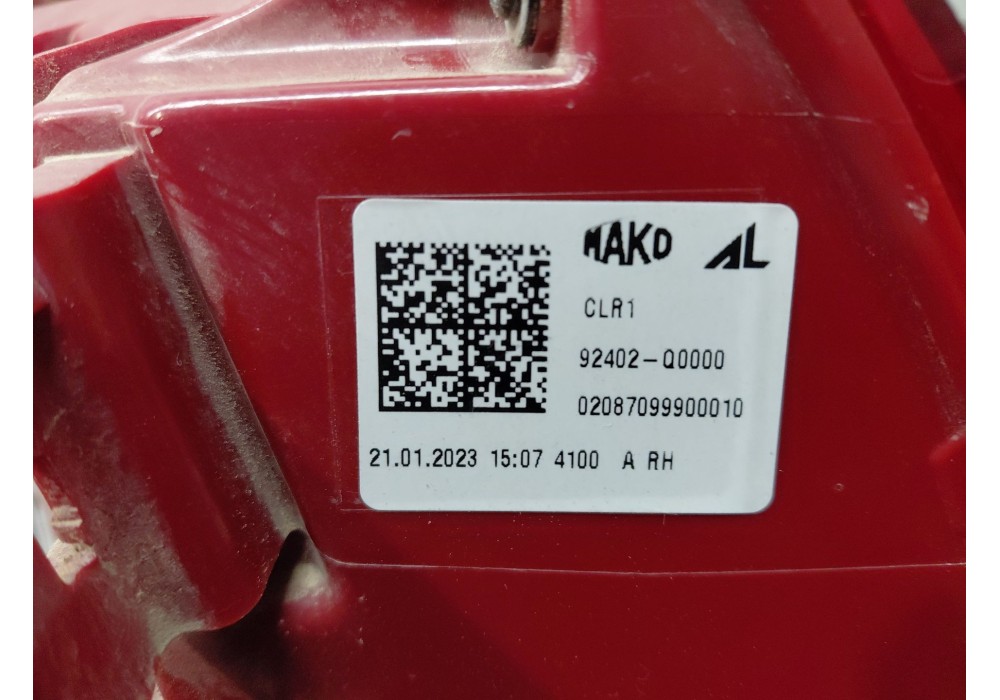 MAKO AL
CLR1
92402-Q0000
02087099900010
21.01.2023 15:07 4100 A RH